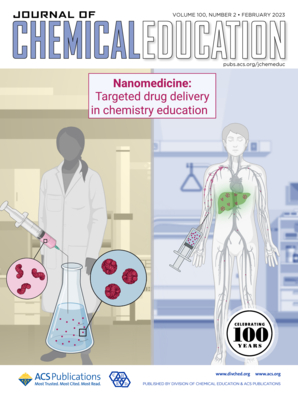 JOURNAL OF
VOLUME 100, NUMBER 2 • FEBRUARY 2023
CHEMICALEDUCATION
pubs.acs.org/jchemeduc
Nanomedicine:
Targeted drug delivery
in chemistry education
CELEBRATING
100
YEARS
ACS Publications
Most Trusted. Most Cited. Most Read.
www.divched.org www.acs.org
PUBLISHED BY DIVISION OF CHEMICAL EDUCATION & ACS PUBLICATIONS